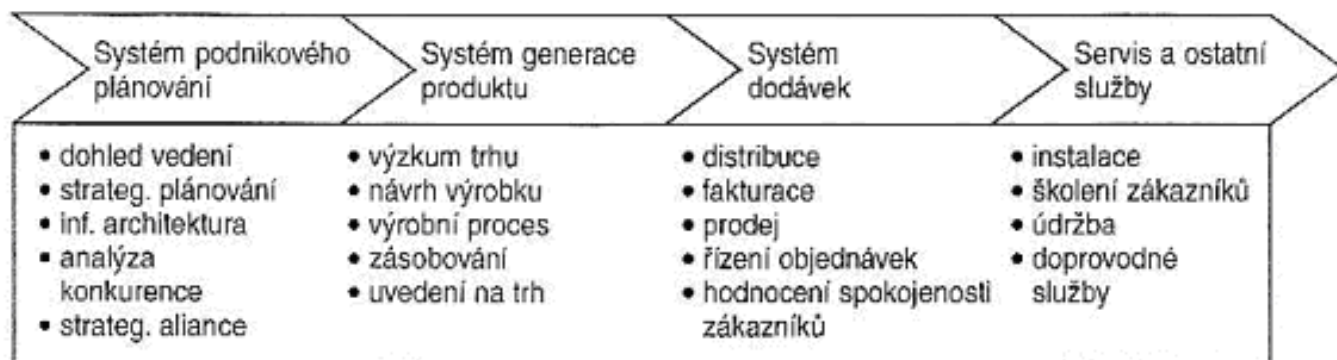 Systém podnikového
plánování
Systém generace
produktu
Systém
dodávek
Servis a ostatní
služby
• dohled vedení
• strateg. plánování
• inf. architektura
• analýza
konkurence
• strateg. aliance
• výzkum trhu
• návrh výrobku
• výrobní proces
• zásobování
• uvedení na trh
• distribuce
• fakturace
• prodej
• řízení objednávek
• hodnocení spokojenosti
zákazníků
• instalace
• školení zákazníků
• údržba
• doprovodné
služby